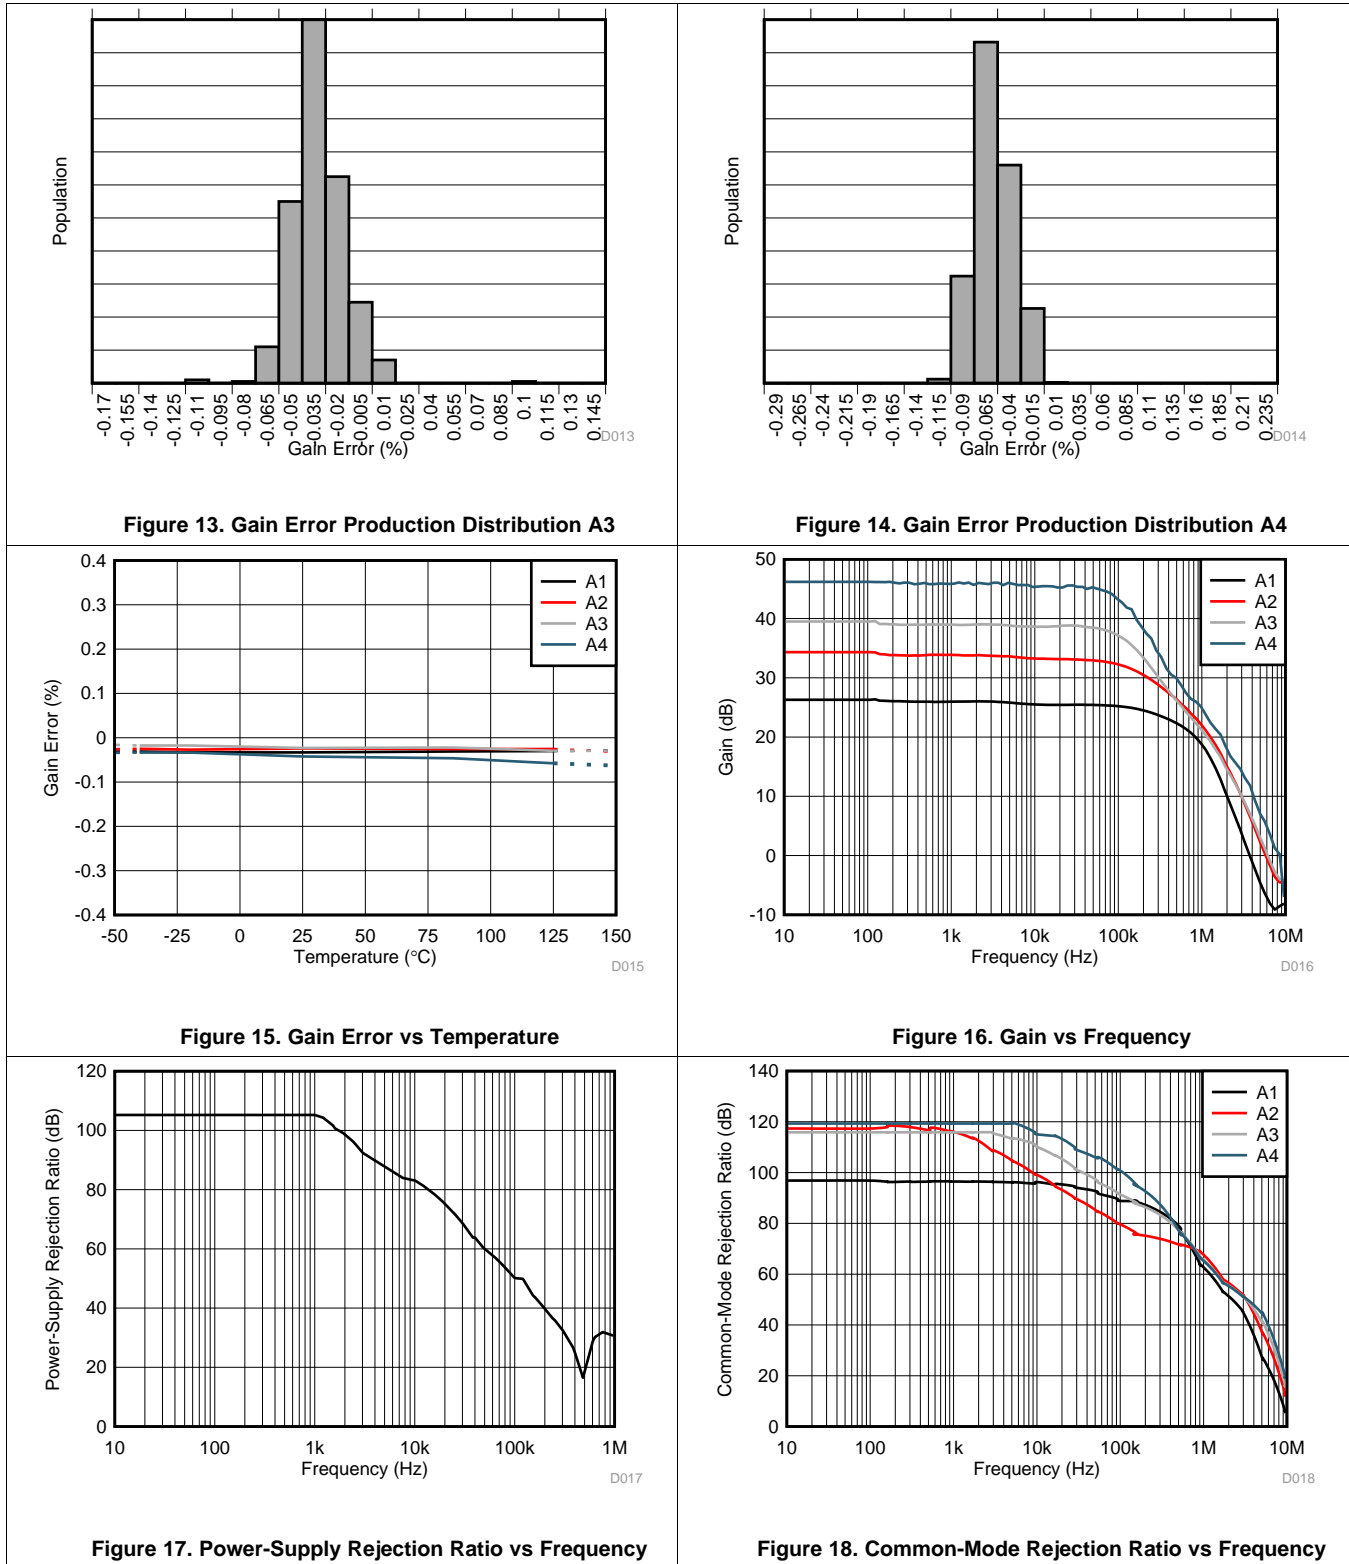 Population
-0.17
-0.155
-0.14
-0.125
-0.11
-0.095
-0.08
-0.065
-0.05
-0.035
-0.02
-0.005
0.01
0.025
0.04
0.055
0.07
0.085
0.1
0.115
0.13
0.145
Gain Error (%)
D013
Figure 13. Gain Error Production Distribution A3
Population
-0.29
-0.265
-0.24
-0.215
-0.19
-0.165
-0.14
-0.115
-0.09
-0.065
-0.04
-0.015
0.01
0.035
0.06
0.085
0.11
0.135
0.16
0.185
0.21
0.235
Gain Error (%)
D014
Figure 14. Gain Error Production Distribution A4
Gain Error (%)
0.4
0.3
0.2
0.1
0
-0.1
-0.2
-0.3
-0.4
A1
A2
A3
A4
-50 -25 0 25 50 75 100 125 150
Temperature (°C)
D015
Figure 15. Gain Error vs Temperature
Gain (dB)
50
40
30
20
10
0
-10
A1
A2
A3
A4
10 100 1k 10k 100k 1M 10M
Frequency (Hz)
D016
Figure 16. Gain vs Frequency
Power-Supply Rejection Ratio (dB)
120
100
80
60
40
20
0
10 100 1k 10k 100k 1M
Frequency (Hz)
D017
Figure 17. Power-Supply Rejection Ratio vs Frequency
Common-Mode Rejection Ratio (dB)
140
120
100
80
60
40
20
0
A1
A2
A3
A4
10 100 1k 10k 100k 1M 10M
Frequency (Hz)
D018
Figure 18. Common-Mode Rejection Ratio vs Frequency